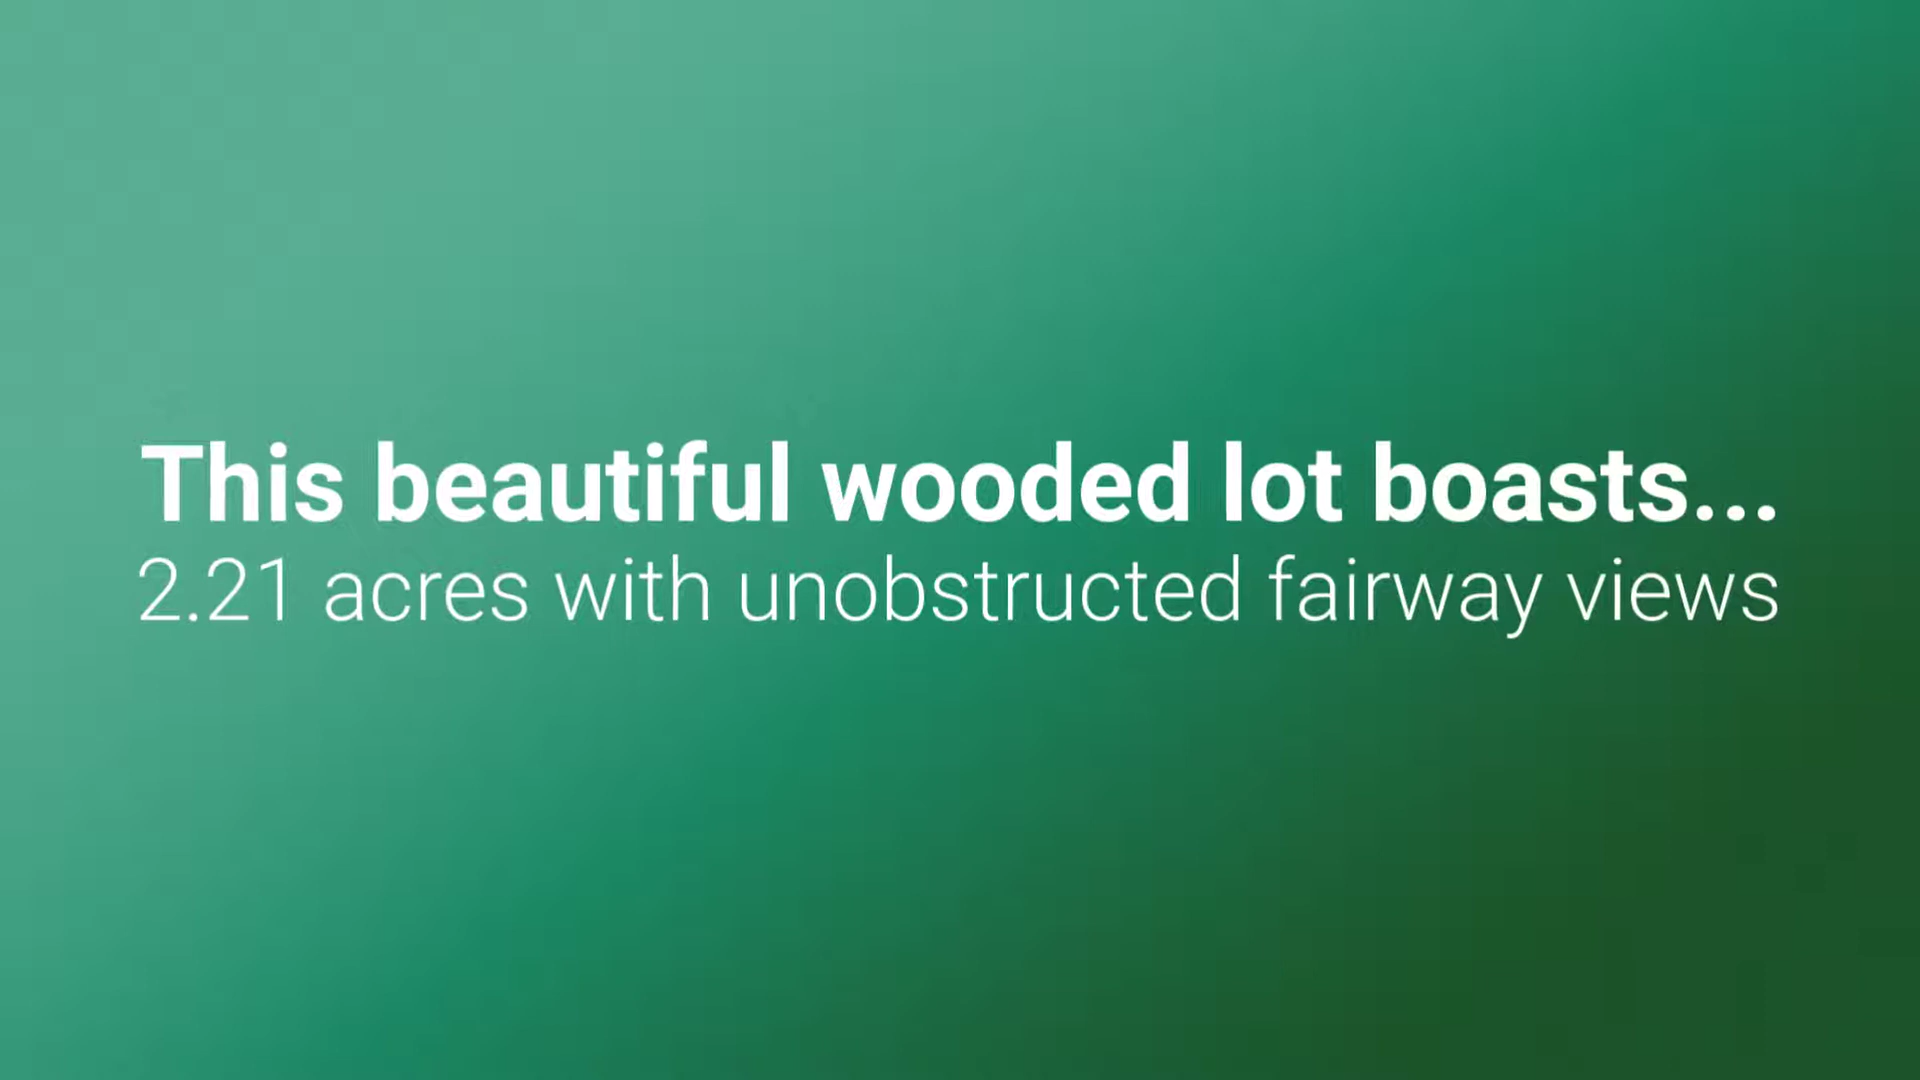 This beautiful wooded lot boasts...
2.21 acres with unobstructed fairway views